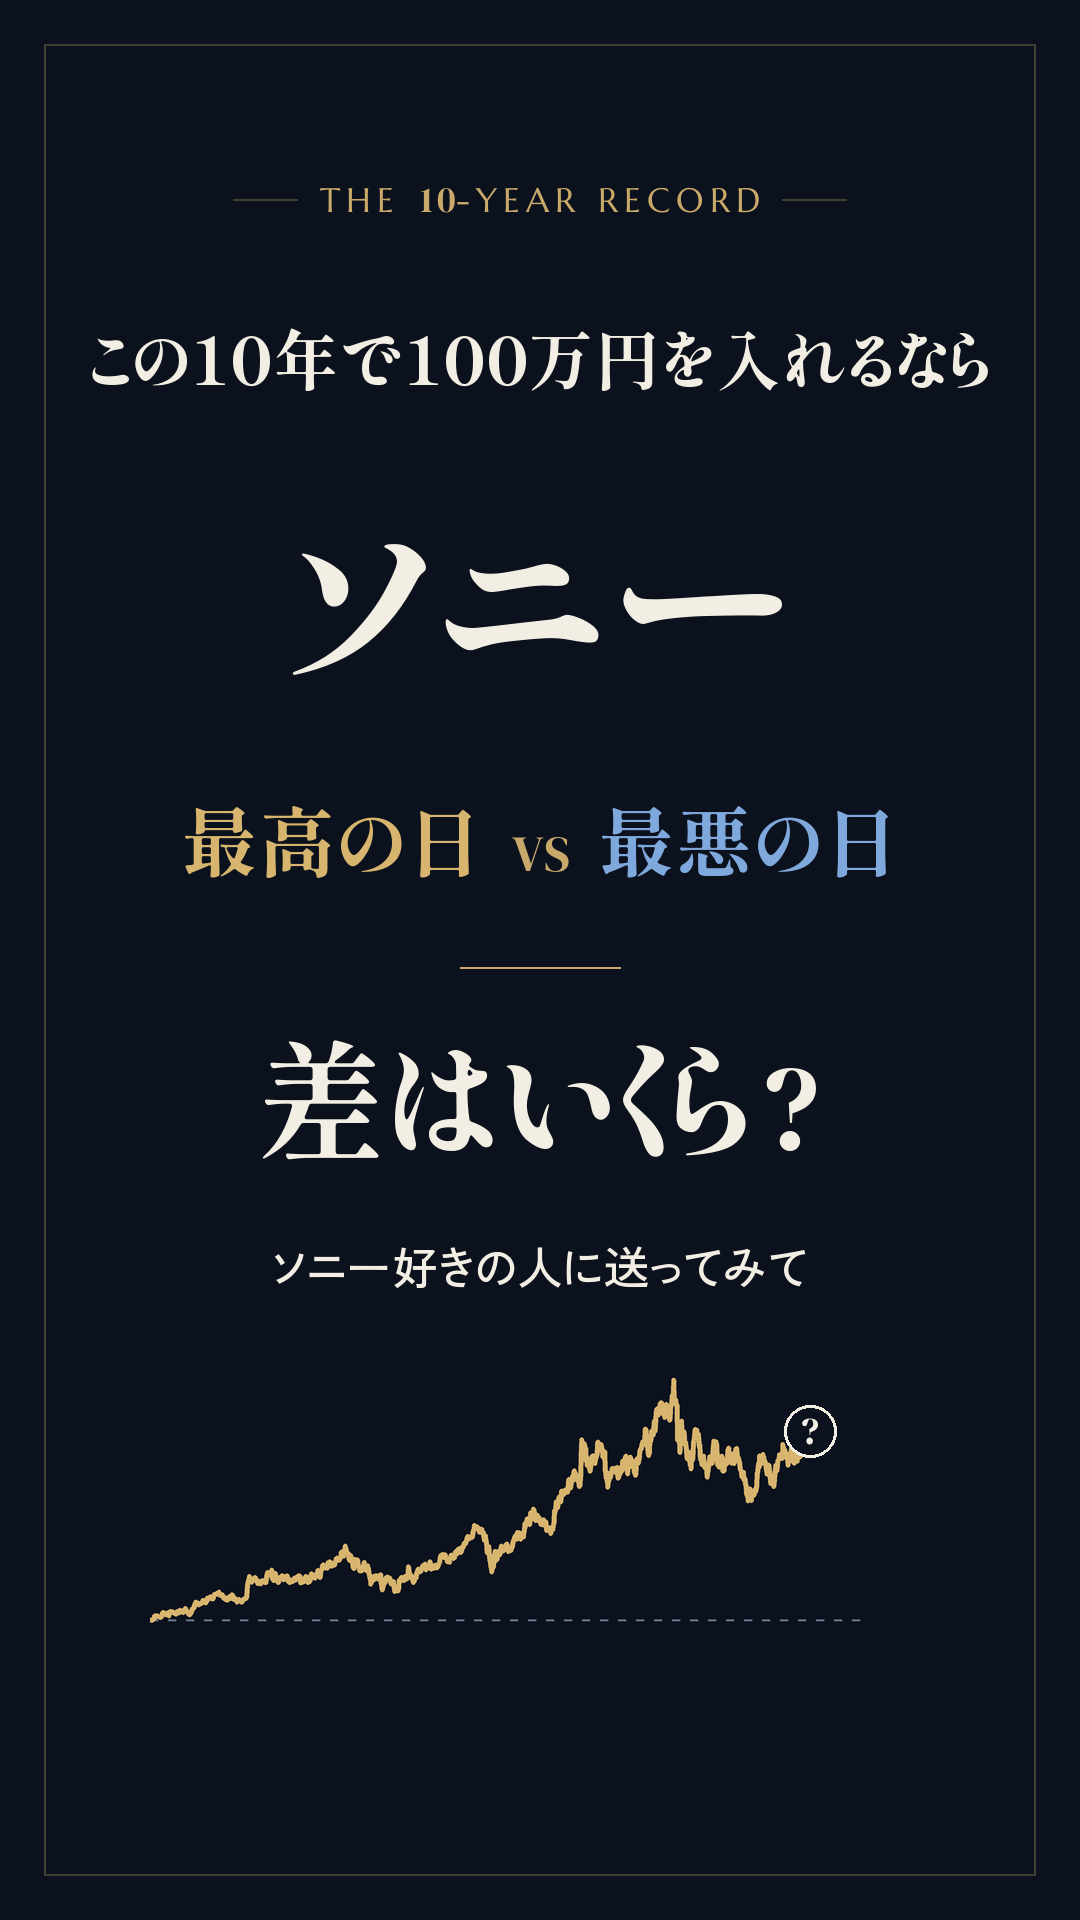 THE 10-YEAR RECORD
この10年で100万円を入れるなら
ソニー
最高の日 vs 最悪の日
差はいくら?
ソニー好きの人に送ってみて
?